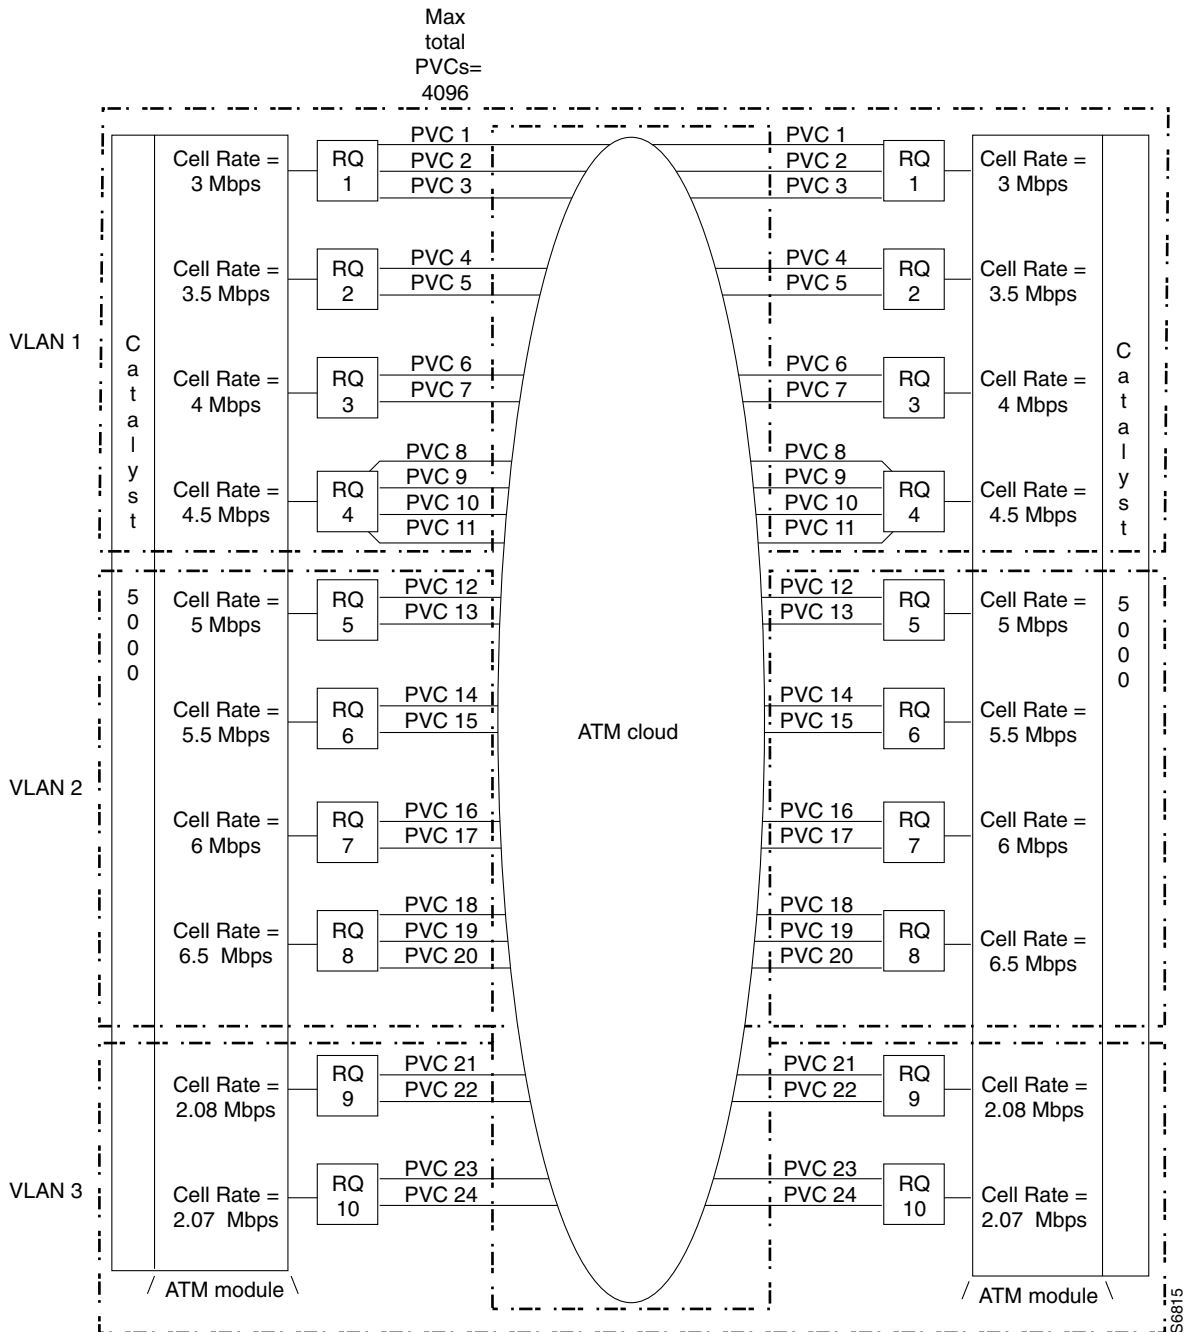 Max
total
PVCs=
4096
VLAN 1
VLAN 2
VLAN 3
Catalyst
5000
Cell Rate =
3 Mbps
Cell Rate =
3.5 Mbps
Cell Rate =
4 Mbps
Cell Rate =
4.5 Mbps
Cell Rate =
5 Mbps
Cell Rate =
5.5 Mbps
Cell Rate =
6 Mbps
Cell Rate =
6.5 Mbps
Cell Rate =
2.08 Mbps
Cell Rate =
2.07 Mbps
ATM module
RQ
1
RQ
2
RQ
3
RQ
4
RQ
5
RQ
6
RQ
7
RQ
8
RQ
9
RQ
10
PVC 1
PVC 2
PVC 3
PVC 4
PVC 5
PVC 6
PVC 7
PVC 8
PVC 9
PVC 10
PVC 11
PVC 12
PVC 13
PVC 14
PVC 15
PVC 16
PVC 17
PVC 18
PVC 19
PVC 20
PVC 21
PVC 22
PVC 23
PVC 24
ATM cloud
PVC 1
PVC 2
PVC 3
PVC 4
PVC 5
PVC 6
PVC 7
PVC 8
PVC 9
PVC 10
PVC 11
PVC 12
PVC 13
PVC 14
PVC 15
PVC 16
PVC 17
PVC 18
PVC 19
PVC 20
PVC 21
PVC 22
PVC 23
PVC 24
RQ
1
RQ
2
RQ
3
RQ
4
RQ
5
RQ
6
RQ
7
RQ
8
RQ
9
RQ
10
Cell Rate =
3 Mbps
Cell Rate =
3.5 Mbps
Cell Rate =
4 Mbps
Cell Rate =
4.5 Mbps
Cell Rate =
5 Mbps
Cell Rate =
5.5 Mbps
Cell Rate =
6 Mbps
Cell Rate =
6.5 Mbps
Cell Rate =
2.08 Mbps
Cell Rate =
2.07 Mbps
ATM module
Catalyst
5000
S6815